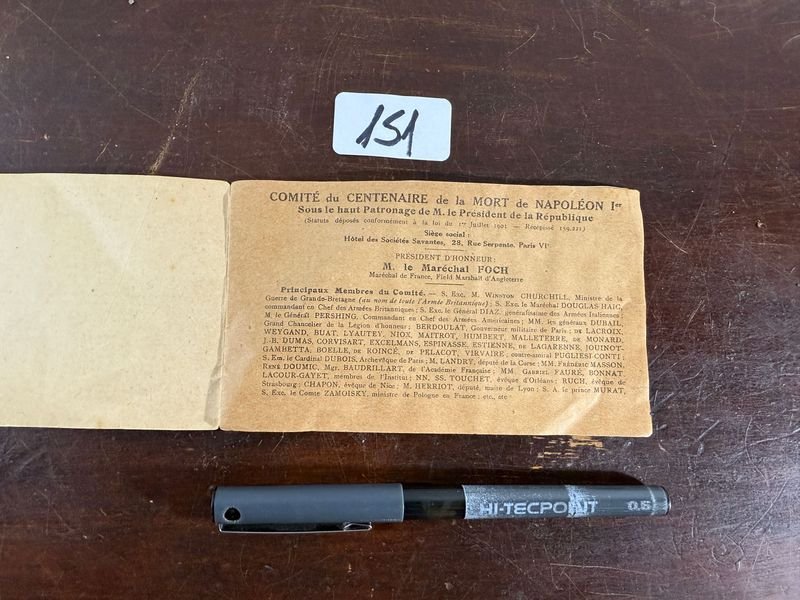 151
COMITÉ du CENTENAIRE de la MORT de NAPOLÉON Ier
Sous le haut Patronage de M. le Président de la République
(Statuts déposés conformément à la loi du 1er Juillet 1901 — Récépissé 159.221)
Siège social :
Hôtel des Sociétés Savantes, 28, Rue Serpente. Paris VIe
PRÉSIDENT D'HONNEUR:
M. le Maréchal FOCH
Maréchal de France, Field Marshall d'Angleterre
Principaux Membres du Comité. — S. Exc. M. WINSTON CHURCHILL, Ministre de la
Guerre de Grande-Bretagne (au nom de toute l'Armée Britannique); S. Exc. le Maréchal DOUGLAS HAIG,
commandant en Chef des Armées Britanniques; S. Exc. le Général DIAZ, généralissime des Armées Italiennes
M. le Général PERSHING, Commandant en Chef des Armées Américaines; MM. les généraux DUBAIL,
Grand Chancelier de la Légion d'honneur; BERDOULAT, Gouverneur militaire de Paris; DE LACROIX,
WEYGAND, BUAT, LYAUTEY, NIOX, MAITROT, HUMBERT, MALLETERRE, DE MONARD,
J.-B. DUMAS, CORVISART, EXCELMANS, ESPINASSE, ESTIENNE, DE LAGARENNE, JOUINOT-
GAMBETTA, BOELLE, DE ROINCÉ, DE PELACOT, VIRVAIRE; contre-amiral PUGLIESI-CONTI;
S. Em. le Cardinal DUBOIS, Archevêque de Paris; M. LANDRY, député de la Corse; MM. FRÉDÉRIC MASSON,
RENÉ DOUMIC, Mgr. BAUDRILLART, de l'Académie Française; MM. GABRIEL FAURÉ, BONNAT
LACOUR-GAYET, membres de l'Institut; NN. SS. TOUCHET, évêque d'Orléans; RUCH, évêque de
Strasbourg; CHAPON, évêque de Nice; M. HERRIOT, député, maire de Lyon; S. A. le prince MURAT,
S. Exc. le Comte ZAMOISKY, ministre de Pologne en France; etc., etc
HI-TECPOINT 0.5